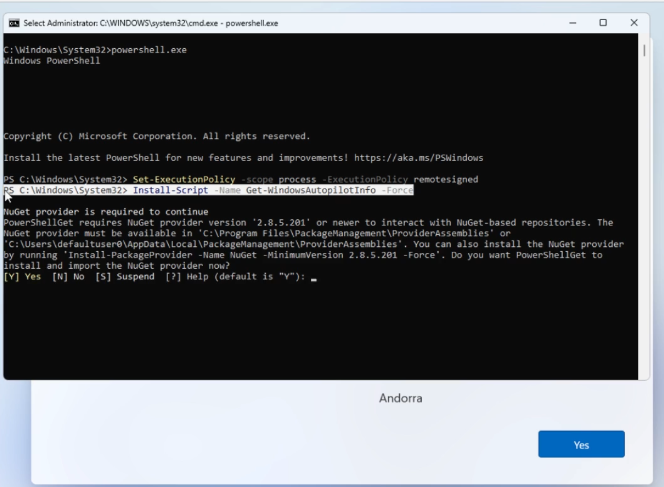 Select Administrator: C:\WINDOWS\system32\cmd.exe - powershell.exe
C:\Windows\System32>powershell.exe
Windows PowerShell
Copyright (C) Microsoft Corporation. All rights reserved.
Install the latest PowerShell for new features and improvements! https://aka.ms/PSWindows
PS C:\Windows\System32> Set-ExecutionPolicy -scope process -ExecutionPolicy remotesigned
PS C:\Windows\System32> Install-Script -Name Get-WindowsAutopilotInfo -Force
NuGet provider is required to continue
PowerShellGet requires NuGet provider version '2.8.5.201' or newer to interact with NuGet-based repositories. The
NuGet provider must be available in 'C:\Program Files\PackageManagement\ProviderAssemblies' or
'C:\Users\defaultuser0\AppData\Local\PackageManagement\ProviderAssemblies'. You can also install the NuGet provider
by running 'Install-PackageProvider -Name NuGet -MinimumVersion 2.8.5.201 -Force'. Do you want PowerShellGet to
install and import the NuGet provider now?
[Y] Yes  [N] No  [S] Suspend  [?] Help (default is "Y"): _
Andorra
Yes